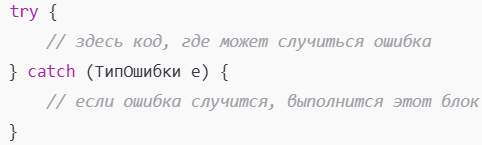 try {
// здесь код, где может случиться ошибка
} catch (ТипОшибки e) {
// если ошибка случится, выполнится этот блок
}